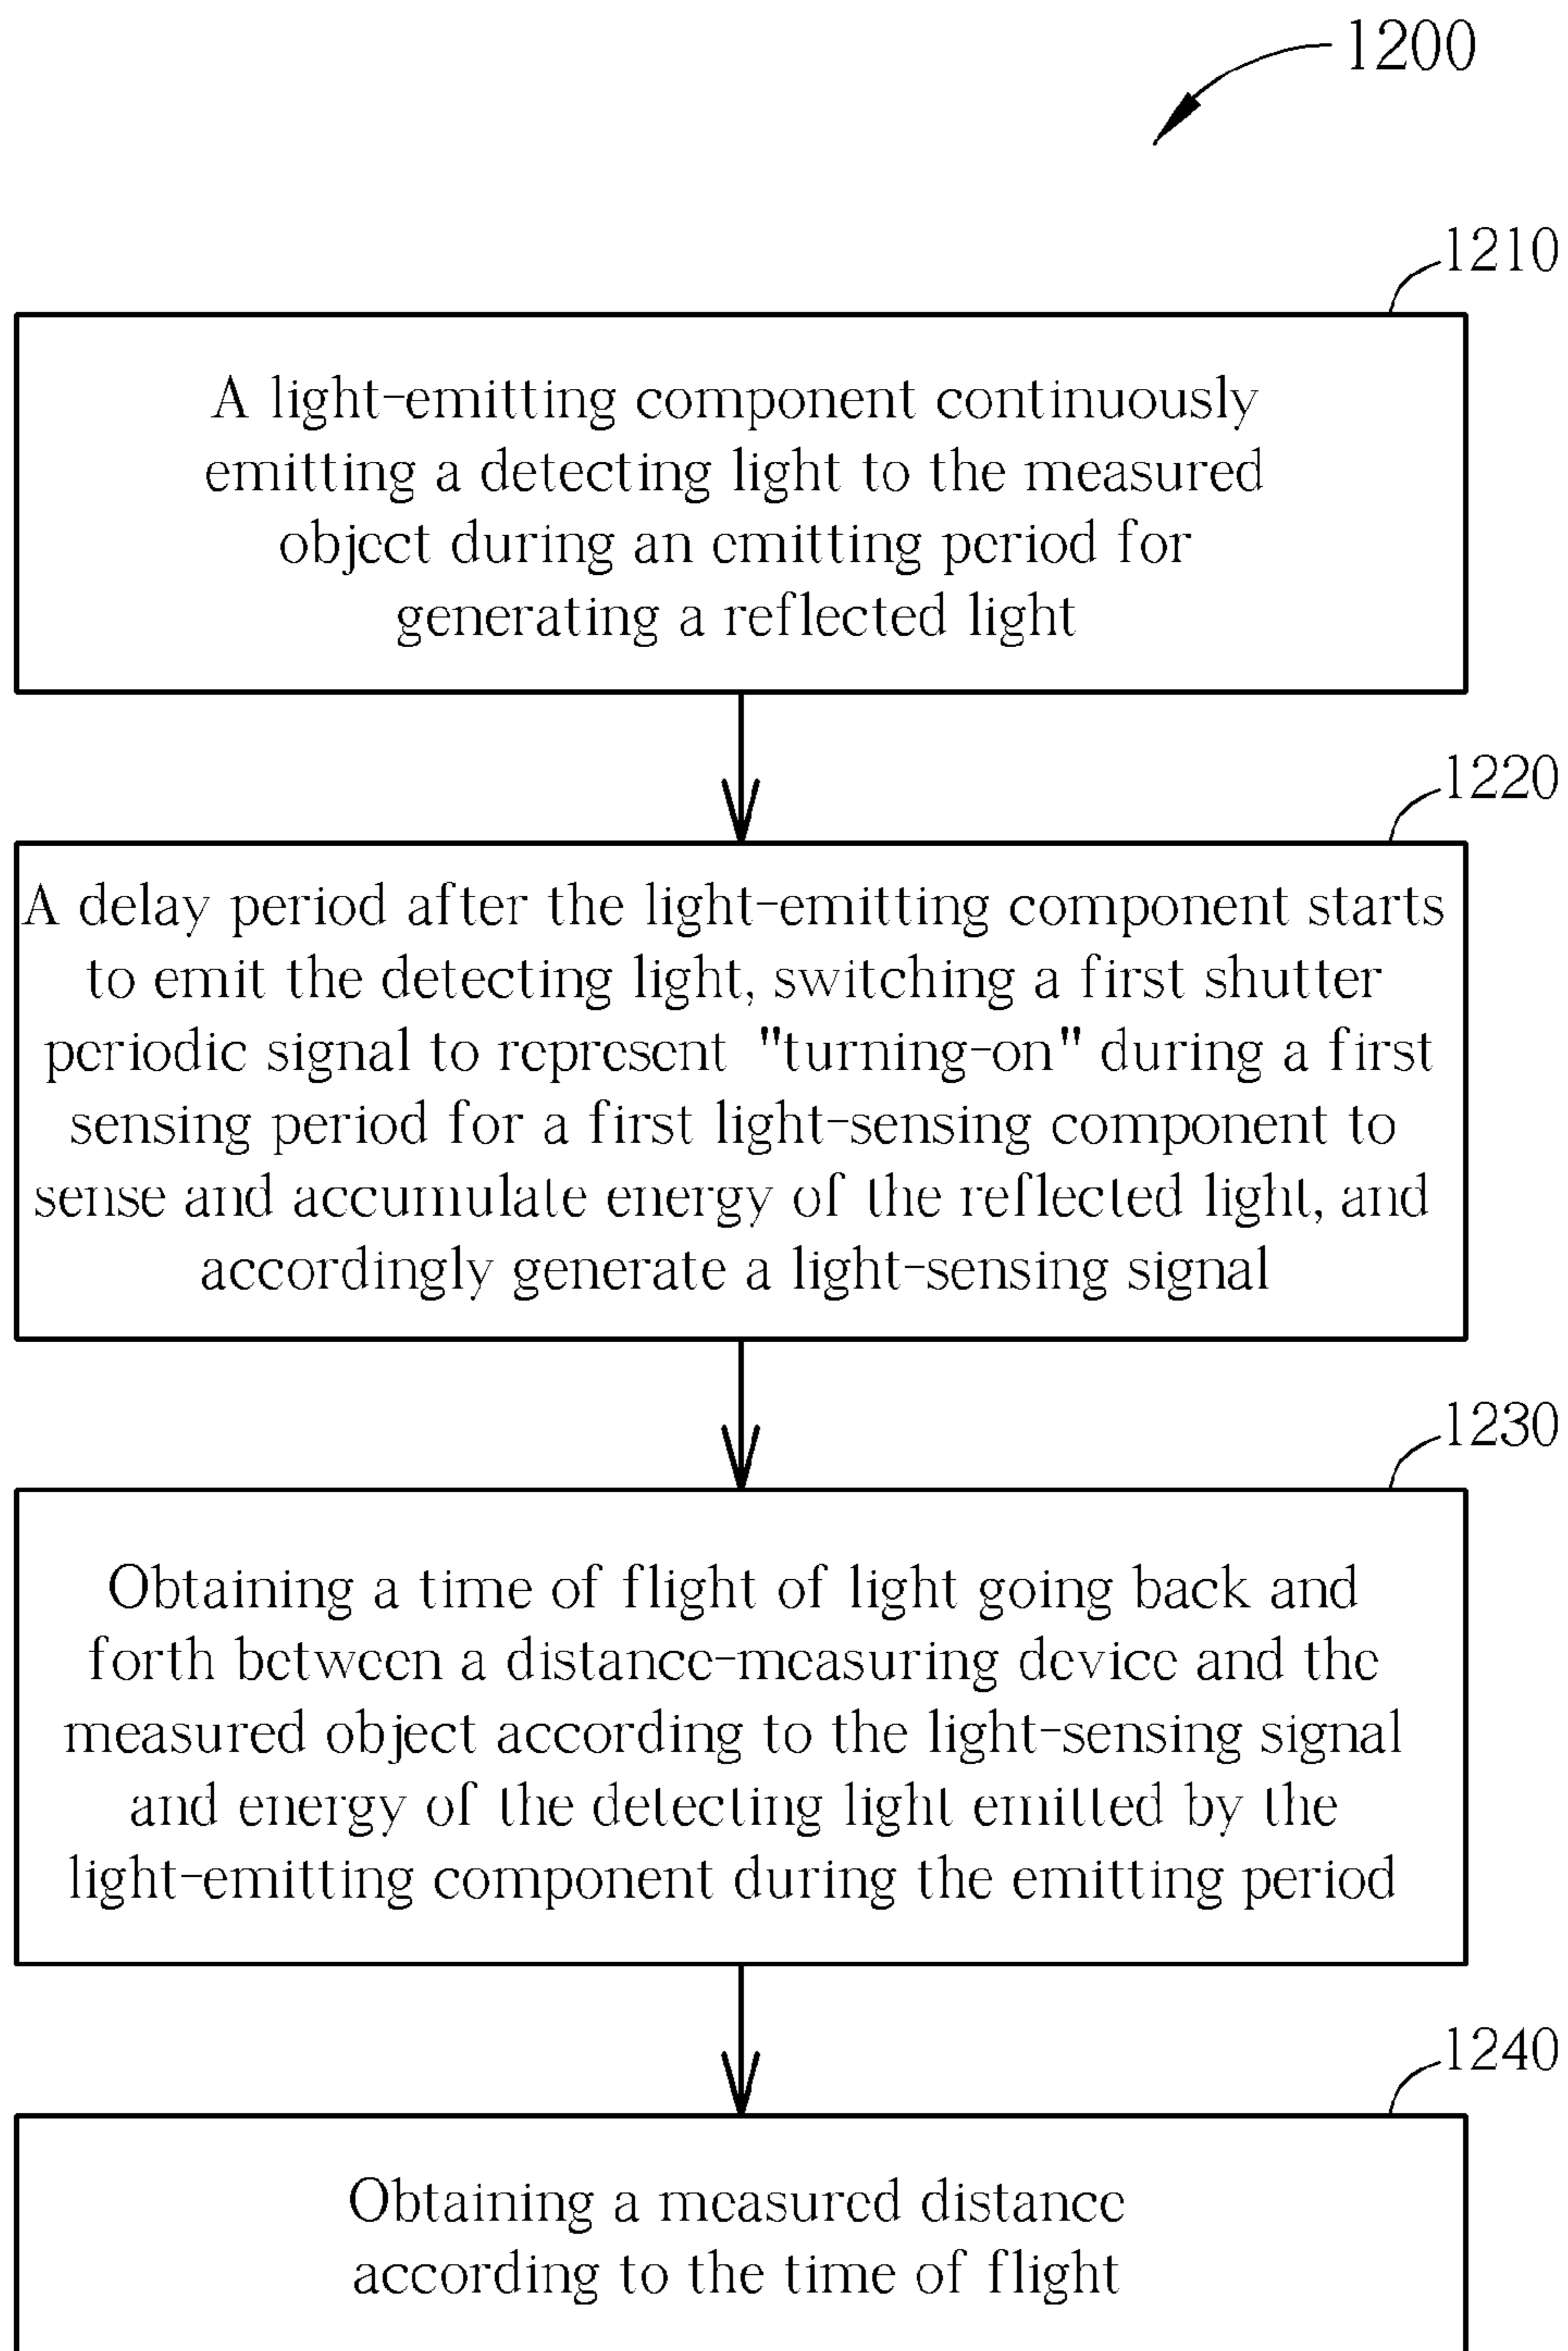 1200
1210
A light-emitting component continuously
emitting a detecting light to the measured
object during an emitting period for
generating a reflected light
1220
A delay period after the light-emitting component starts
to emit the detecting light, switching a first shutter
periodic signal to represent "turning-on" during a first
sensing period for a first light-sensing component to
sense and accumulate energy of the reflected light, and
accordingly generate a light-sensing signal
1230
Obtaining a time of flight of light going back and
forth between a distance-measuring device and the
measured object according to the light-sensing signal
and energy of the detecting light emitted by the
light-emitting component during the emitting period
1240
Obtaining a measured distance
according to the time of flight